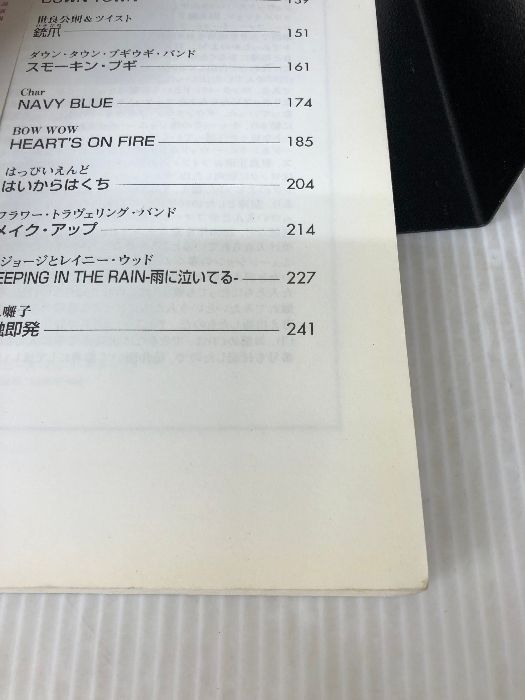 DOWN TOWN 139
世良公則&ツイスト
銃爪 151
ダウン・タウン・ブギウギ・バンド
スモーキン・ブギ 161
Char
NAVY BLUE 174
BOW WOW
HEART'S ON FIRE 185
はっぴいえんど
はいからはくち 204
フラワー・トラヴェリング・バンド
メイク・アップ 214
ジョージとレイニー・ウッド
EEPING IN THE RAIN-雨に泣いてる- 227
囃子
即発 241